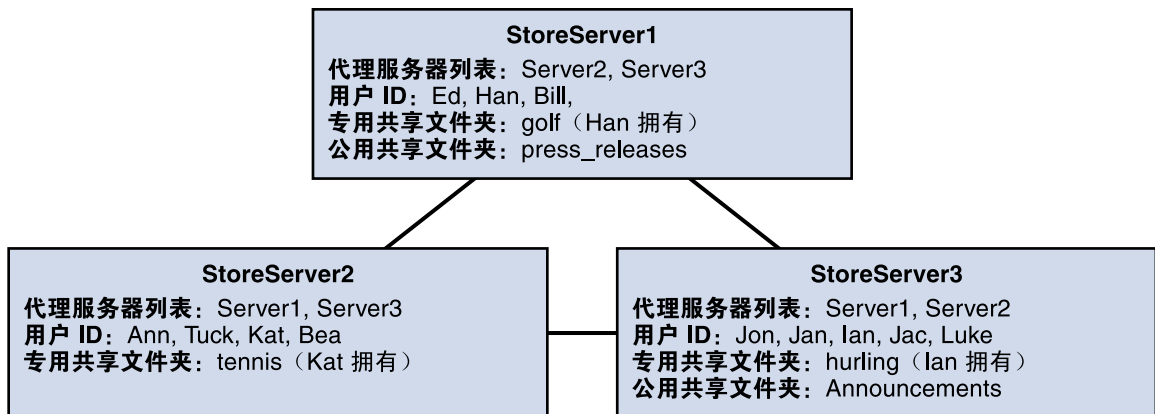 StoreServer1
代理服务器列表：Server2, Server3
用户 ID：Ed, Han, Bill,
专用共享文件夹：golf（Han 拥有）
公用共享文件夹：press_releases
StoreServer2
代理服务器列表：Server1, Server3
用户 ID：Ann, Tuck, Kat, Bea
专用共享文件夹：tennis（Kat 拥有）
StoreServer3
代理服务器列表：Server1, Server2
用户 ID：Jon, Jan, Ian, Jac, Luke
专用共享文件夹：hurling（Ian 拥有）
公用共享文件夹：Announcements